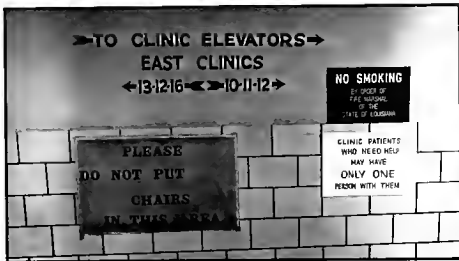 TO CLINIC ELEVATORS
EAST CLINICS
13-12-16 10-11-12
NO SMOKING
BY ORDER OF
FIRE MARSHAL
OF THE
STATE OF LOUISIANA
PLEASE
DO NOT PUT
CHAIRS
IN THIS AREA
CLINIC PATIENTS
WHO NEED HELP
MAY HAVE
ONLY ONE
PERSON WITH THEM